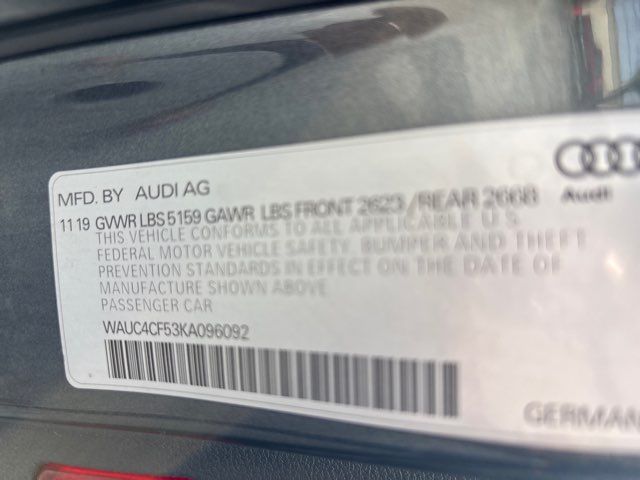 MFD. BY AUDI AG
Audi
11 19 GVWR LBS 5159 GAWR LBS FRONT 2623 / REAR 2668
THIS VEHICLE CONFORMS TO ALL APPLICABLE U S
FEDERAL MOTOR VEHICLE SAFETY, BUMPER AND THEFT
PREVENTION STANDARDS IN EFFECT ON THE DATE OF
MANUFACTURE SHOWN ABOVE
PASSENGER CAR
WAUC4CF53KA096092
GERMAN